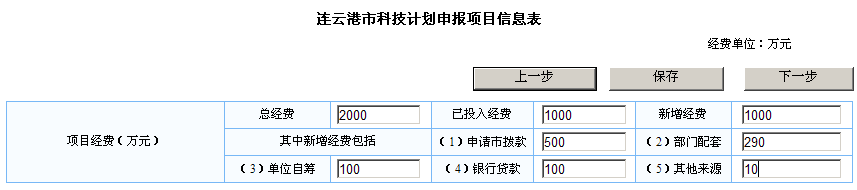 连云港市科技计划申报项目信息表
经费单位：万元
上一步 保存 下一步
项目经费（万元） 总经费 2000 已投入经费 1000 新增经费 1000
其中新增经费包括 （1）申请市拨款 500 （2）部门配套 290
（3）单位自筹 100 （4）银行贷款 100 （5）其他来源 10